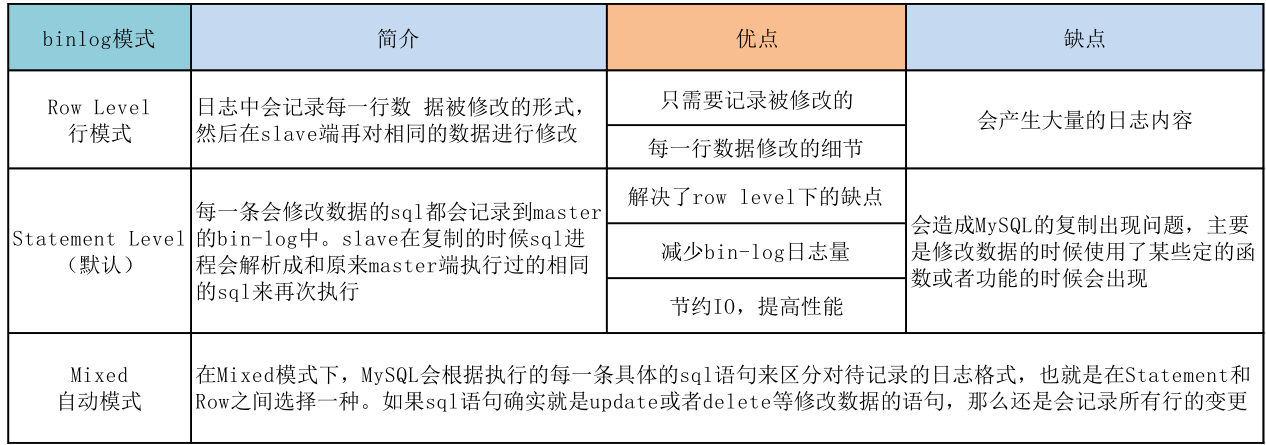 binlog模式
简介
优点
缺点
Row Level
行模式
日志中会记录每一行数 据被修改的形式，
然后在slave端再对相同的数据进行修改
只需要记录被修改的
每一行数据修改的细节
会产生大量的日志内容
Statement Level
（默认）
每一条会修改数据的sql都会记录到master
的bin-log中。slave在复制的时候sql进
程会解析成和原来master端执行过的相同
的sql来再次执行
解决了row level下的缺点
减少bin-log日志量
节约IO，提高性能
会造成MySQL的复制出现问题，主要
是修改数据的时候使用了某些定的函
数或者功能的时候会出现
Mixed
自动模式
在Mixed模式下，MySQL会根据执行的每一条具体的sql语句来区分对待记录的日志格式，也就是在Statement和
Row之间选择一种。如果sql语句确实就是update或者delete等修改数据的语句，那么还是会记录所有行的变更